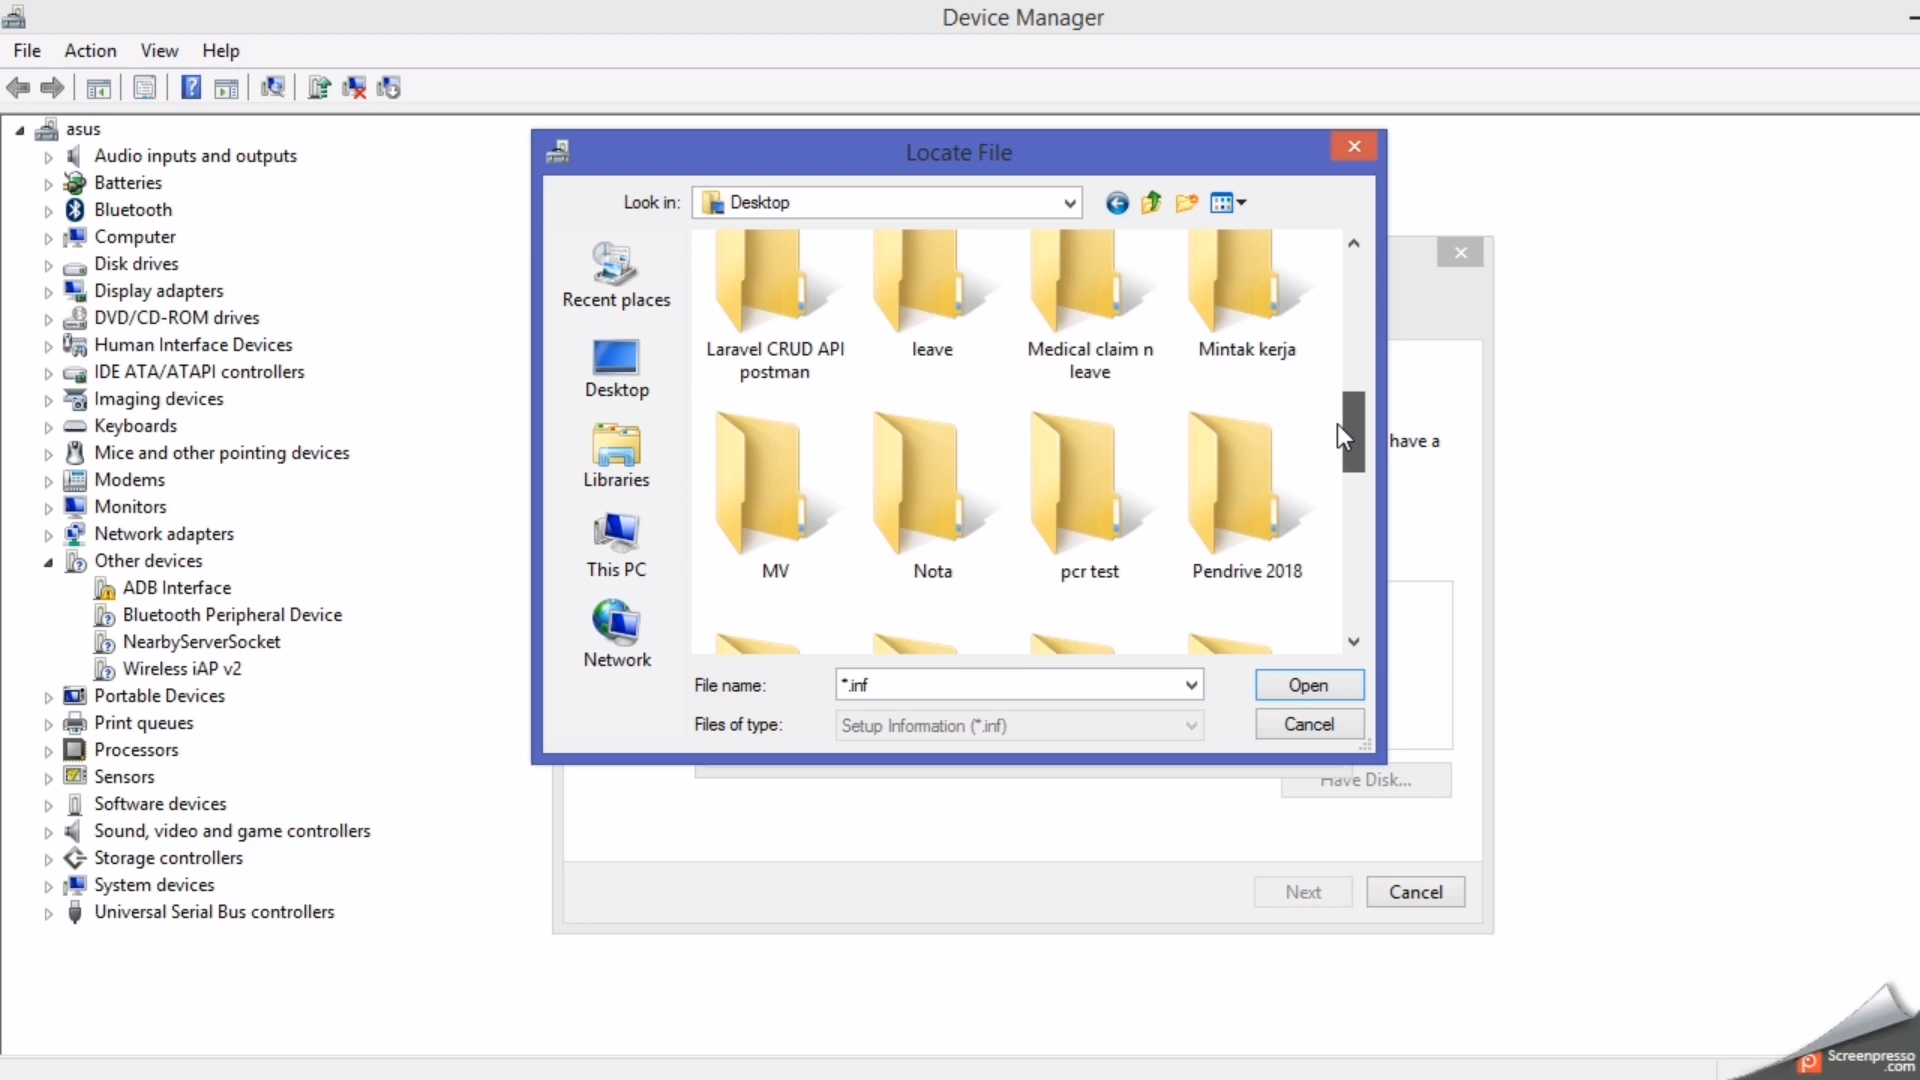 Device Manager
File Action View Help
asus
Audio inputs and outputs
Batteries
Bluetooth
Computer
Disk drives
Display adapters
DVD/CD-ROM drives
Human Interface Devices
IDE ATA/ATAPI controllers
Imaging devices
Keyboards
Mice and other pointing devices
Modems
Monitors
Network adapters
Other devices
ADB Interface
Bluetooth Peripheral Device
NearbyServerSocket
Wireless iAP v2
Portable Devices
Print queues
Processors
Sensors
Software devices
Sound, video and game controllers
Storage controllers
System devices
Universal Serial Bus controllers
Locate File
Look in: Desktop
Recent places
Desktop
Libraries
This PC
Network
Laravel CRUD API
postman
leave
Medical claim n
leave
Mintak kerja
MV
Nota
pcr test
Pendrive 2018
File name: *.inf
Open
Files of type: Setup Information (*.inf)
Cancel
have a
Have Disk...
Next
Cancel
Screenpresso
.com